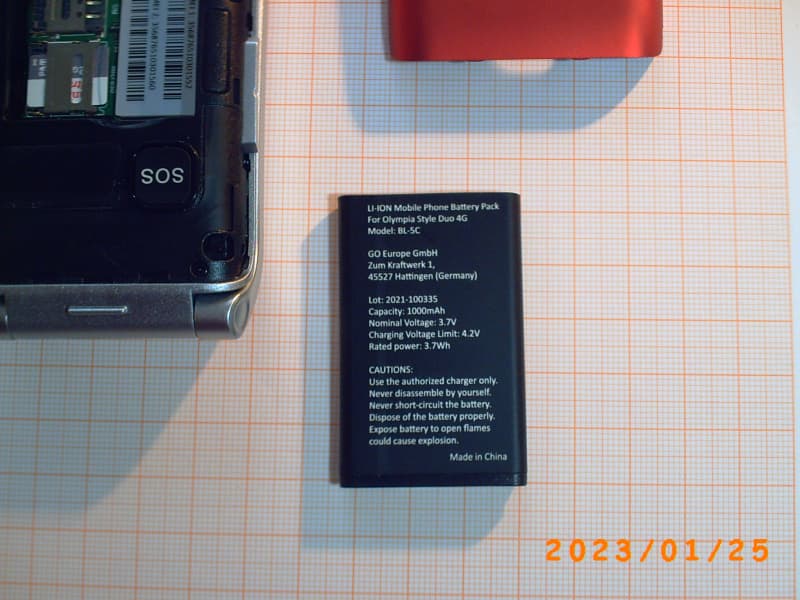 SOS
LI-ION Mobile Phone Battery Pack
For Olympia Style Duo 4G
Model: BL-5C
GO Europe GmbH
Zum Kraftwerk 1,
45527 Hattingen (Germany)
Lot: 2021-100335
Capacity: 1000mAh
Nominal Voltage: 3.7V
Charging Voltage Limit: 4.2V
Rated power: 3.7Wh
CAUTIONS:
Use the authorized charger only.
Never disassemble by yourself.
Never short-circuit the battery.
Dispose of the battery properly.
Expose battery to open flames
could cause explosion.
Made in China
2023/01/25